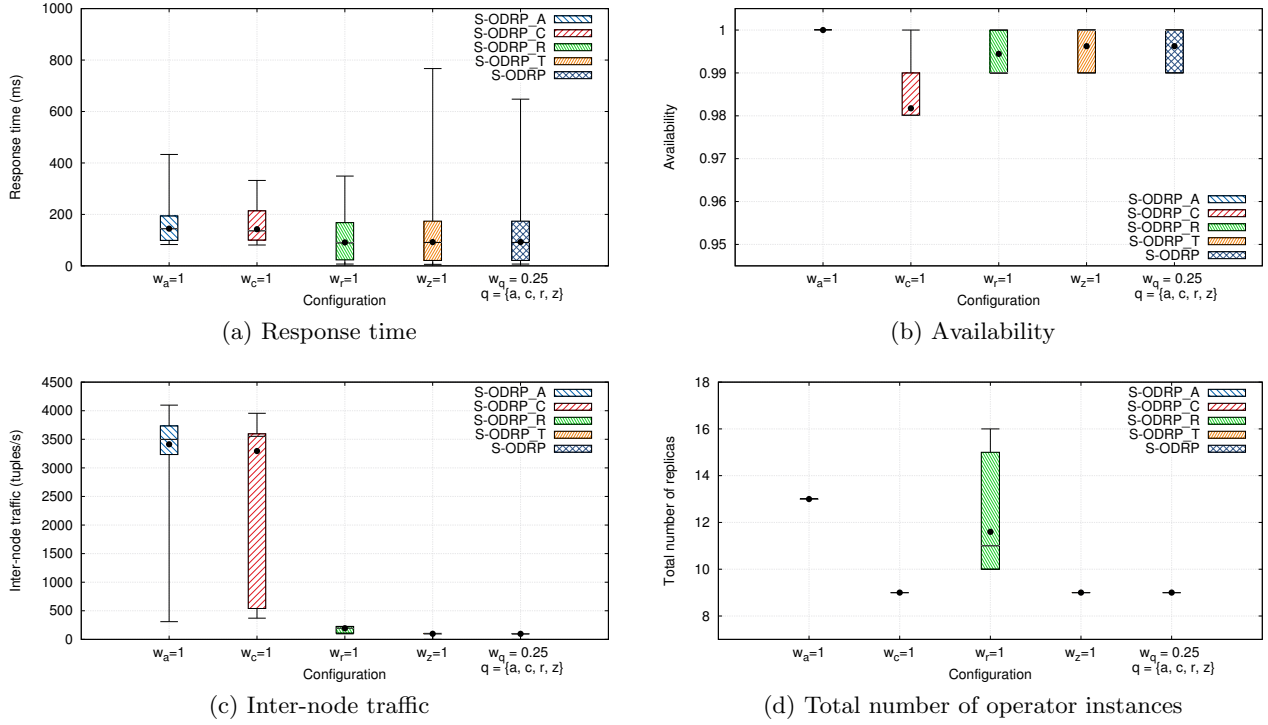 1000
800
600
400
200
0
Response time (ms)
S-ODRP_A
S-ODRP_C
S-ODRP_R
S-ODRP_T
S-ODRP
w_a=1
w_c=1
w_r=1
w_z=1
w_q = 0.25
q = {a, c, r, z}
Configuration
(a) Response time
1
0.99
0.98
0.97
0.96
0.95
Availability
S-ODRP_A
S-ODRP_C
S-ODRP_R
S-ODRP_T
S-ODRP
w_a=1
w_c=1
w_r=1
w_z=1
w_q = 0.25
q = {a, c, r, z}
Configuration
(b) Availability
4500
4000
3500
3000
2500
2000
1500
1000
500
0
Inter-node traffic (tuples/s)
S-ODRP_A
S-ODRP_C
S-ODRP_R
S-ODRP_T
S-ODRP
w_a=1
w_c=1
w_r=1
w_z=1
w_q = 0.25
q = {a, c, r, z}
Configuration
(c) Inter-node traffic
18
16
14
12
10
8
Total number of replicas
S-ODRP_A
S-ODRP_C
S-ODRP_R
S-ODRP_T
S-ODRP
w_a=1
w_c=1
w_r=1
w_z=1
w_q = 0.25
q = {a, c, r, z}
Configuration
(d) Total number of operator instances